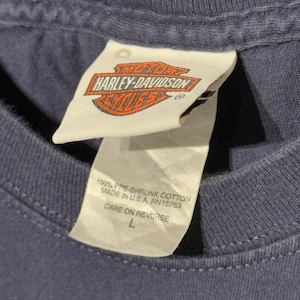 MOTOR
HARLEY-DAVIDSON
CYCLES
®
100% PRE-SHRUNK COTTON
MADE IN U.S.A. RN15763
CARE ON REVERSE
L